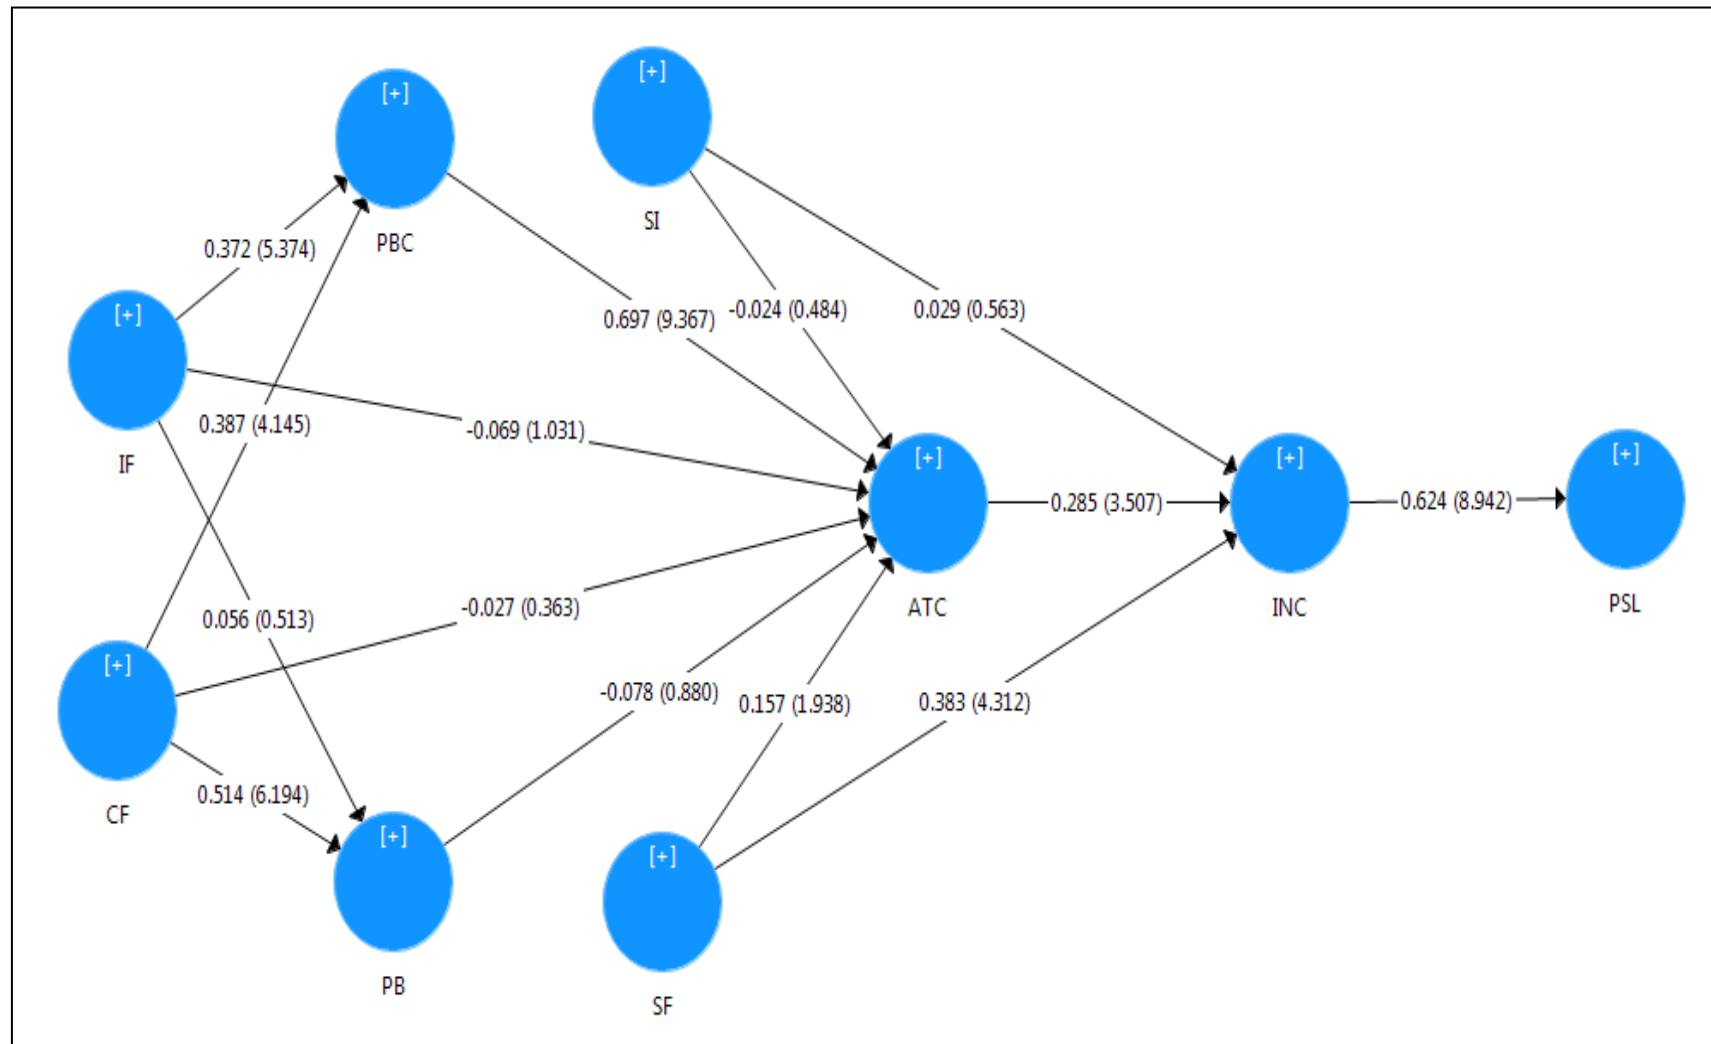 [+]
SI
[+]
PBC
0.372 (5.374)
[+]
IF
0.697 (9.367)
-0.024 (0.484)
0.029 (0.563)
0.387 (4.145)
-0.069 (1.031)
[+]
ATC
0.285 (3.507)
[+]
INC
0.624 (8.942)
[+]
PSL
0.056 (0.513)
-0.027 (0.363)
[+]
CF
-0.078 (0.880)
0.157 (1.938)
0.383 (4.312)
0.514 (6.194)
[+]
PB
[+]
SF